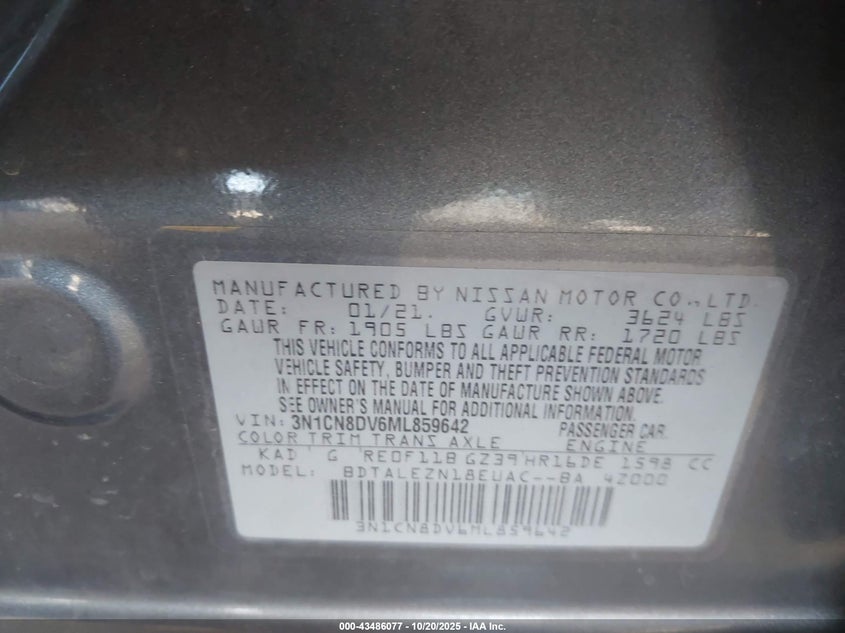 MANUFACTURED BY NISSAN MOTOR CO., LTD.
DATE: 01/21. GVWR: 3624 LBS
GAWR FR: 1905 LBS GAWR RR: 1720 LBS
THIS VEHICLE CONFORMS TO ALL APPLICABLE FEDERAL MOTOR
VEHICLE SAFETY, BUMPER AND THEFT PREVENTION STANDARDS
IN EFFECT ON THE DATE OF MANUFACTURE SHOWN ABOVE.
SEE OWNER'S MANUAL FOR ADDITIONAL INFORMATION.
VIN: 3N1CN8DV6ML859642 PASSENGER CAR
COLOR TRIM TRANS AXLE ENGINE
KAD G RE0F11B GZ39 HR16DE 1598 CC
MODEL: BDTALEZN18EUAC--BA 4Z000
3N1CN8DV6ML859642
000-43486077 - 10/20/2025 - IAA Inc.